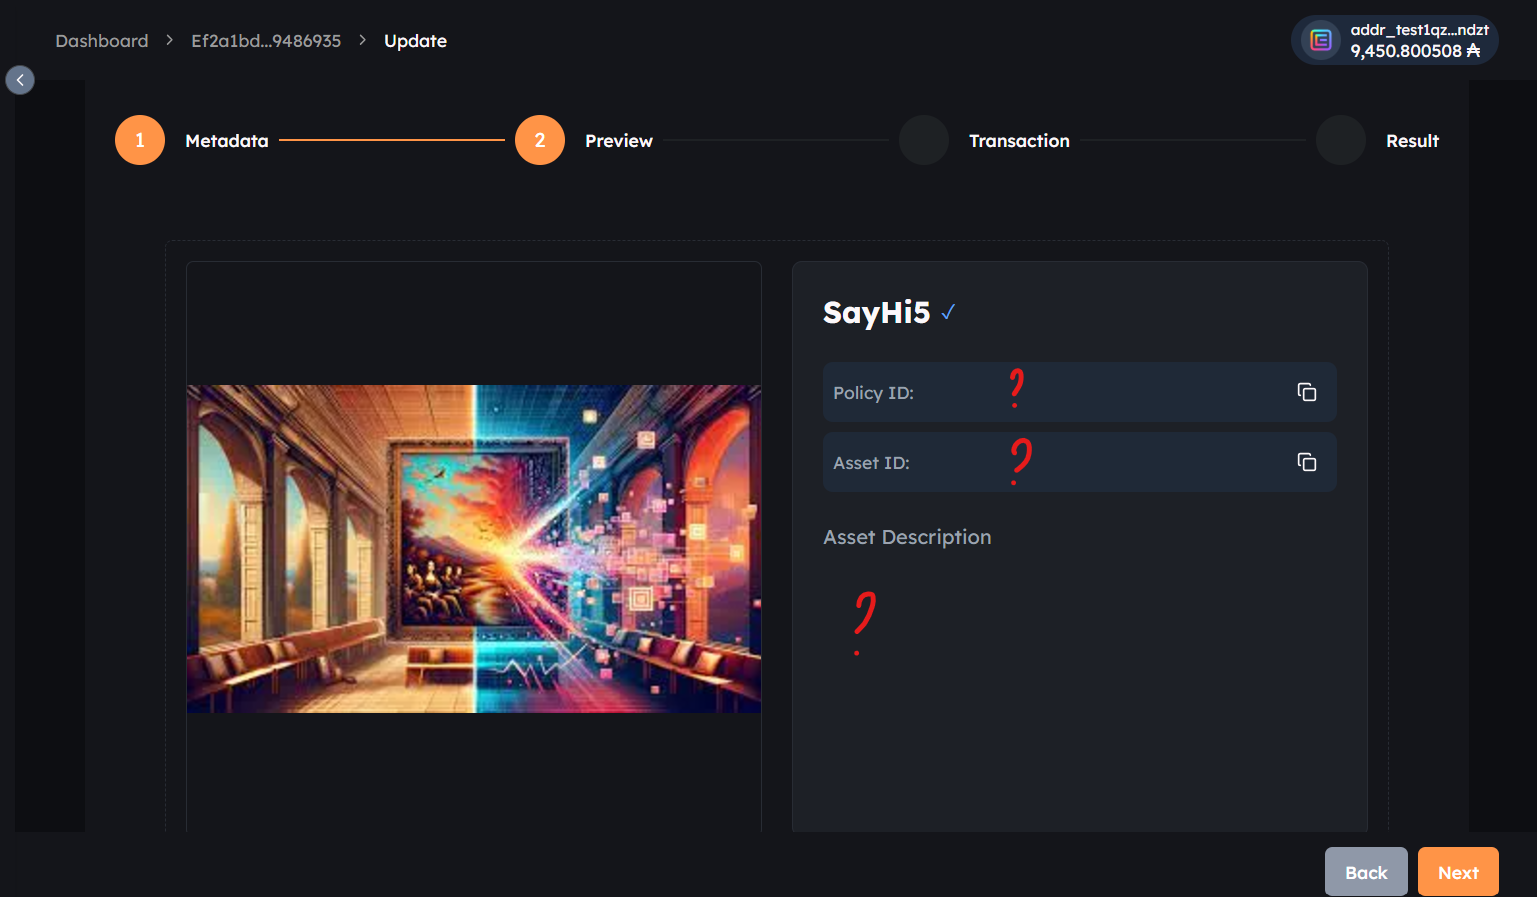 Dashboard > Ef2a1bd...9486935 > Update
addr_test1qz...ndzt
9,450.800508 ₳
1 Metadata 2 Preview Transaction Result
SayHi5 ✓
Policy ID: ?
Asset ID: ?
Asset Description
?
Back Next